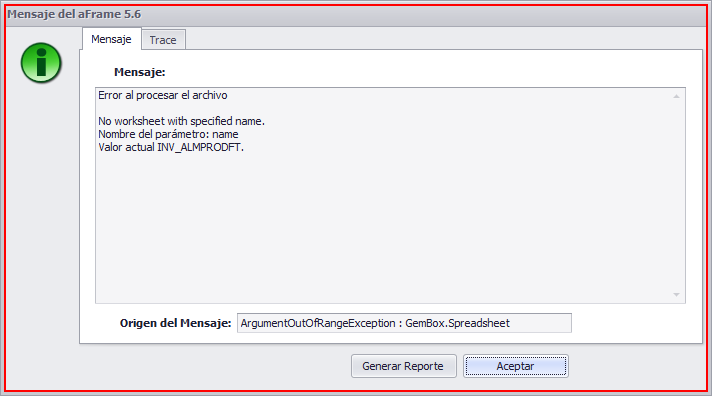 Mensaje del aFrame 5.6
Mensaje
Trace
Mensaje:
Error al procesar el archivo
No worksheet with specified name.
Nombre del parámetro: name
Valor actual INV_ALMPRODFT.
Origen del Mensaje:
ArgumentOutOfRangeException : GemBox.Spreadsheet
Generar Reporte
Aceptar